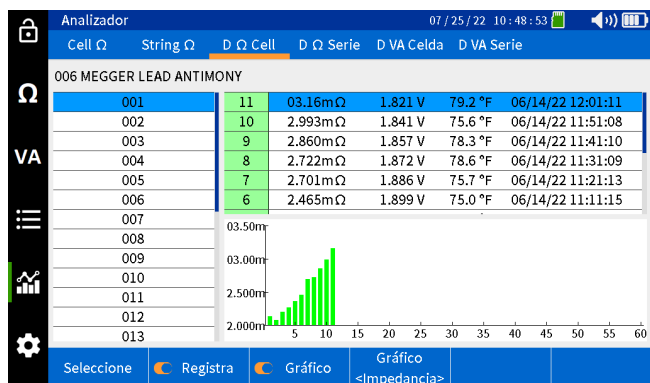 Analizador 07/25/22 10:48:53
Cell Ω String Ω D Ω Cell D Ω Serie D VA Celda D VA Serie
006 MEGGER LEAD ANTIMONY
Ω
VA
001
002
003
004
005
006
007
008
009
010
011
012
013
11 03.16mΩ 1.821 V 79.2 °F 06/14/22 12:01:11
10 2.993mΩ 1.841 V 75.6 °F 06/14/22 11:51:08
9 2.860mΩ 1.857 V 78.3 °F 06/14/22 11:41:10
8 2.722mΩ 1.872 V 78.6 °F 06/14/22 11:31:09
7 2.701mΩ 1.886 V 75.7 °F 06/14/22 11:21:13
6 2.465mΩ 1.899 V 75.0 °F 06/14/22 11:11:15
03.50m
03.00m
2.500m
2.000m
5 10 15 20 25 30 35 40 45 50 55 60
Seleccione Registra Gráfico Gráfico
<Impedancia>